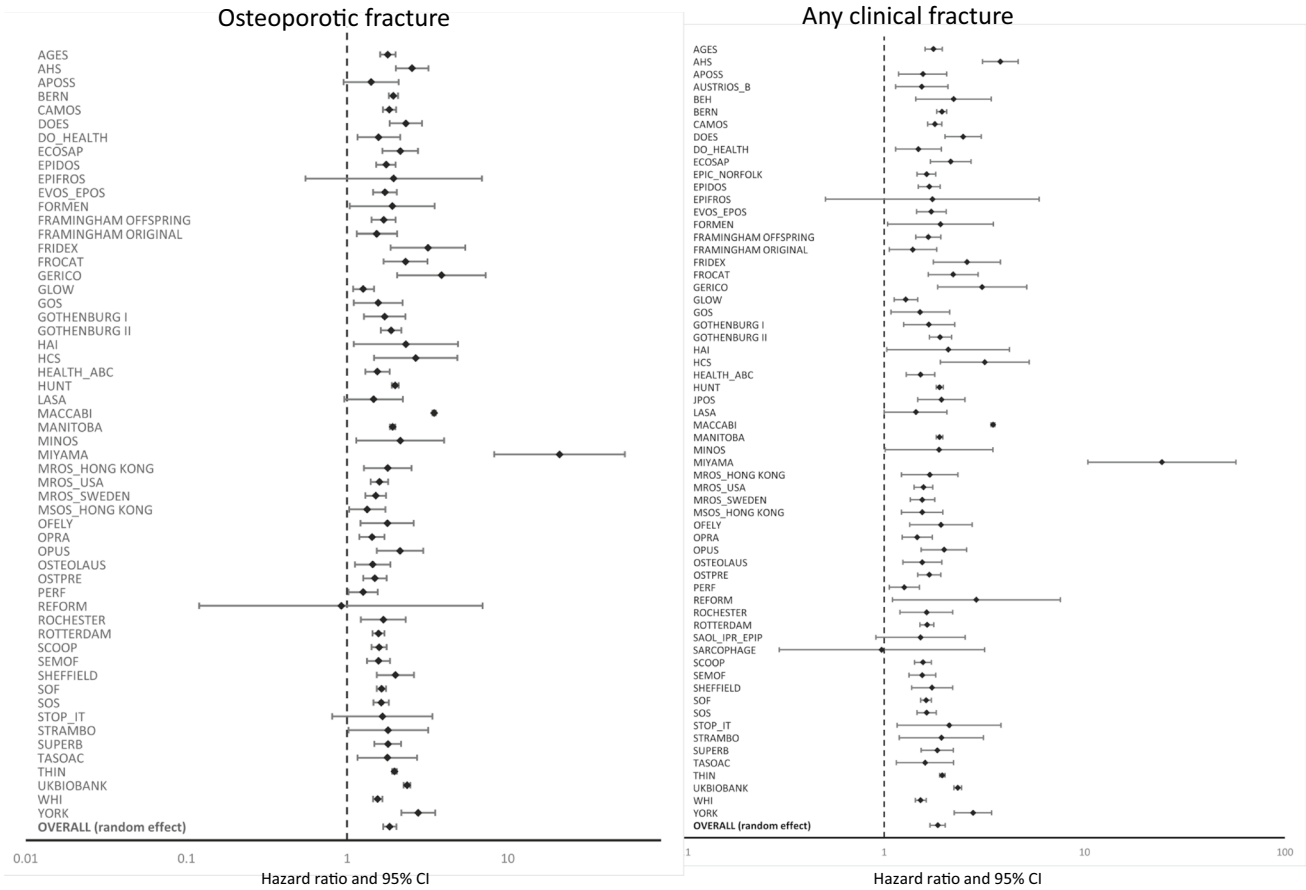 Osteoporotic fracture
AGES
AHS
APOSS
BERN
CAMOS
DOES
DO_HEALTH
ECOSAP
EPIDOS
EPIFROS
EVOS_EPOS
FORMEN
FRAMINGHAM OFFSPRING
FRAMINGHAM ORIGINAL
FRIDEX
FROCAT
GERICO
GLOW
GOS
GOTHENBURG I
GOTHENBURG II
HAI
HCS
HEALTH_ABC
HUNT
LASA
MACCABI
MANITOBA
MINOS
MIYAMA
MROS_HONG KONG
MROS_USA
MROS_SWEDEN
MSOS_HONG KONG
OFELY
OPRA
OPUS
OSTEOLAUS
OSTPRE
PERF
REFORM
ROCHESTER
ROTTERDAM
SCOOP
SEMOF
SHEFFIELD
SOF
SOS
STOP_IT
STRAMBO
SUPERB
TASOAC
THIN
UKBIOBANK
WHI
YORK
OVERALL (random effect)
0.01 0.1 1 10
Hazard ratio and 95% CI
Any clinical fracture
AGES
AHS
APOSS
AUSTRIOS_B
BEH
BERN
CAMOS
DOES
DO_HEALTH
ECOSAP
EPIC_NORFOLK
EPIDOS
EPIFROS
EVOS_EPOS
FORMEN
FRAMINGHAM OFFSPRING
FRAMINGHAM ORIGINAL
FRIDEX
FROCAT
GERICO
GLOW
GOS
GOTHENBURG I
GOTHENBURG II
HAI
HCS
HEALTH_ABC
HUNT
JPOS
LASA
MACCABI
MANITOBA
MINOS
MIYAMA
MROS_HONG KONG
MROS_USA
MROS_SWEDEN
MSOS_HONG KONG
OFELY
OPRA
OPUS
OSTEOLAUS
OSTPRE
PERF
REFORM
ROCHESTER
ROTTERDAM
SAOL_IPR_EPIP
SARCOPHAGE
SCOOP
SEMOF
SHEFFIELD
SOF
SOS
STOP_IT
STRAMBO
SUPERB
TASOAC
THIN
UKBIOBANK
WHI
YORK
OVERALL (random effect)
1 1 10 100
Hazard ratio and 95% CI